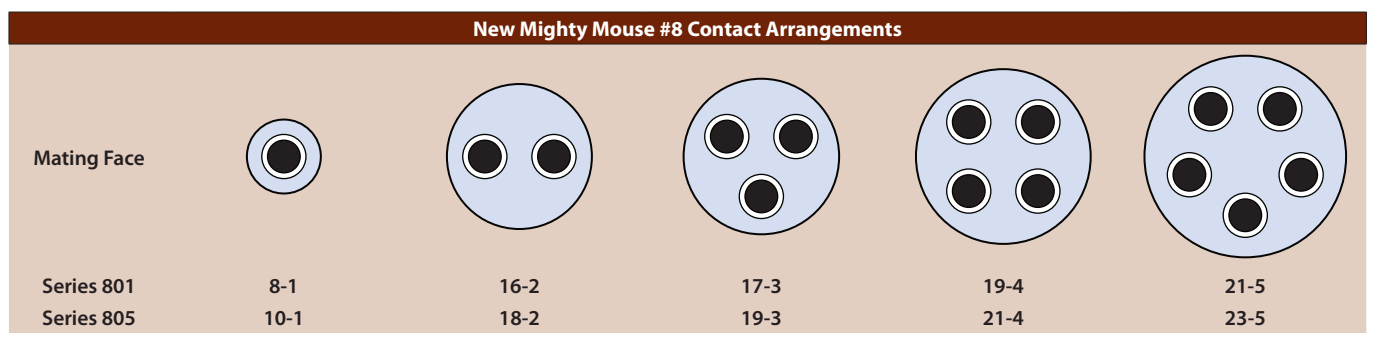 New Mighty Mouse #8 Contact Arrangements
Mating Face
Series 801 8-1 16-2 17-3 19-4 21-5
Series 805 10-1 18-2 19-3 21-4 23-5